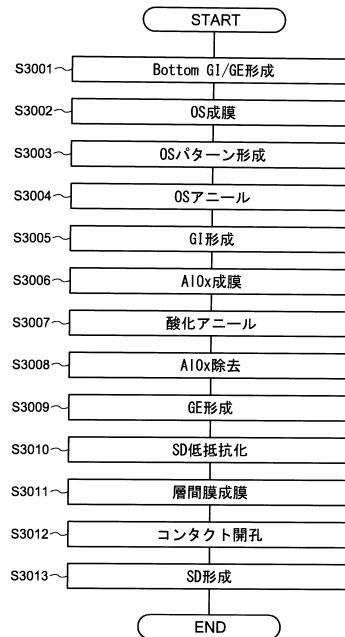 START
S3001 Bottom GI/GE形成
S3002 OS成膜
S3003 OSパターン形成
S3004 OSアニール
S3005 GI形成
S3006 AlOx成膜
S3007 酸化アニール
S3008 AlOx除去
S3009 GE形成
S3010 SD低抵抗化
S3011 層間膜成膜
S3012 コンタクト開孔
S3013 SD形成
END